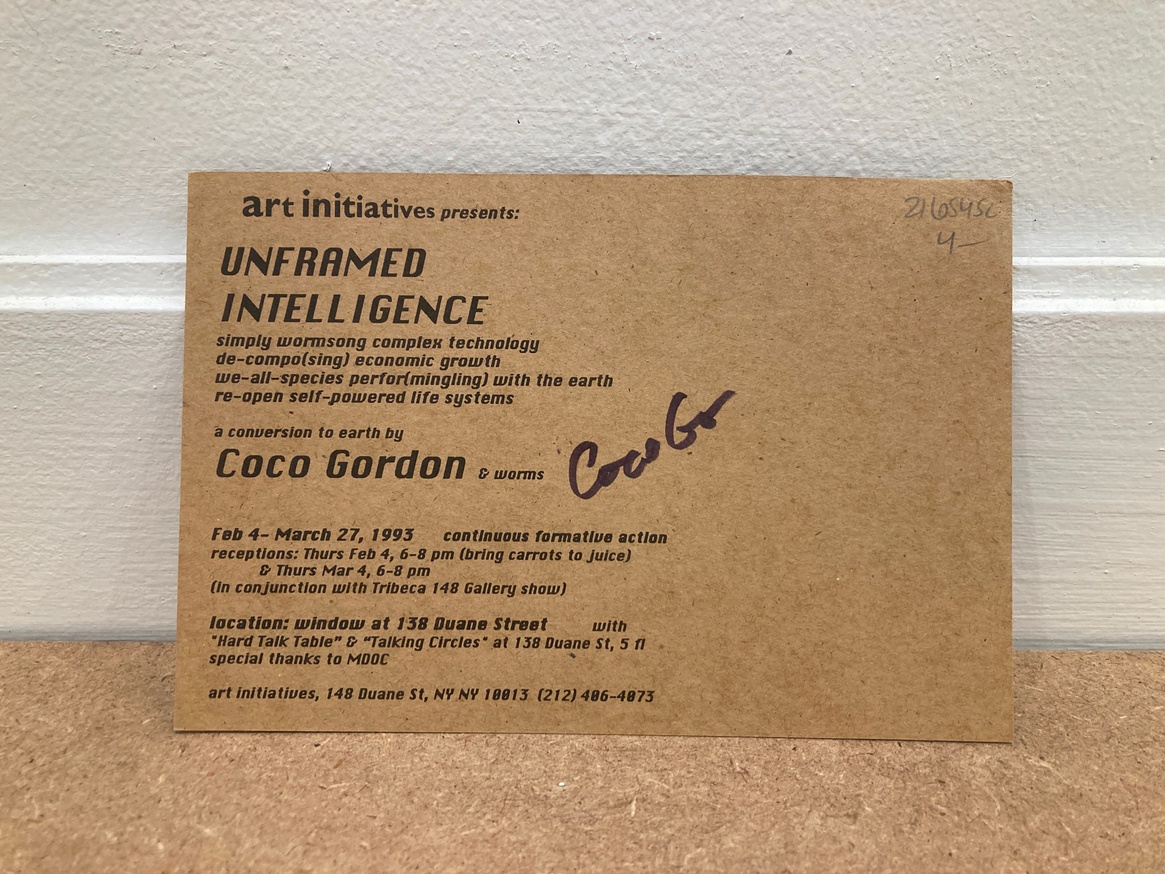 art initiatives presents:
216545C
4—
UNFRAMED
INTELLIGENCE
simply wormsong complex technology
de-compo(sing) economic growth
we-all-species perfor(mingling) with the earth
re-open self-powered life systems
a conversion to earth by
Coco Gordon & worms
Coco Go
Feb 4- March 27, 1993 continuous formative action
receptions: Thurs Feb 4, 6-8 pm (bring carrots to juice)
& Thurs Mar 4, 6-8 pm
(in conjunction with Tribeca 148 Gallery show)
location: window at 138 Duane Street with
"Hard Talk Table" & "Talking Circles" at 138 Duane St, 5 fl
special thanks to MDOC
art initiatives, 148 Duane St, NY NY 10013 (212) 406-4073